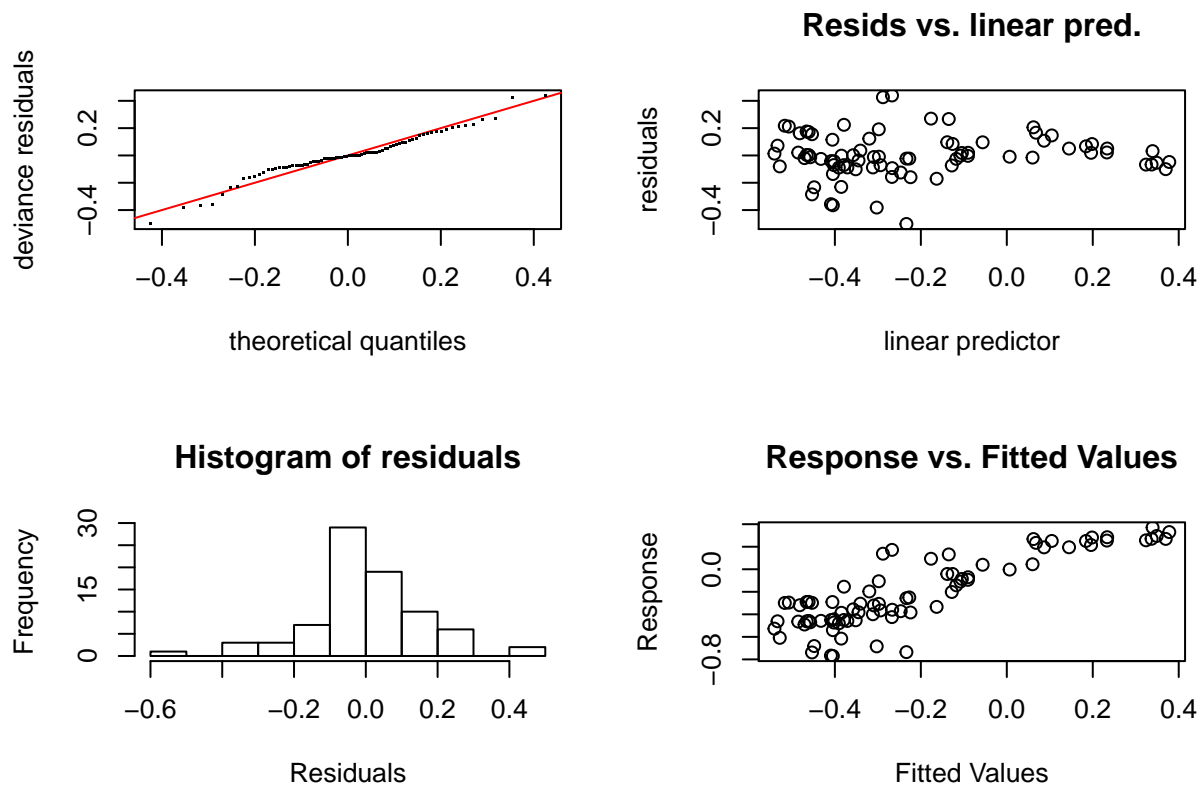 deviance residuals
0.2
−0.4
−0.4 −0.2 0.0 0.2 0.4
theoretical quantiles
Resids vs. linear pred.
residuals
0.2
−0.4
−0.4 −0.2 0.0 0.2 0.4
linear predictor
Histogram of residuals
Frequency
30
15
0
−0.6 −0.2 0.0 0.2 0.4
Residuals
Response vs. Fitted Values
Response
0.0
−0.8
−0.4 −0.2 0.0 0.2 0.4
Fitted Values